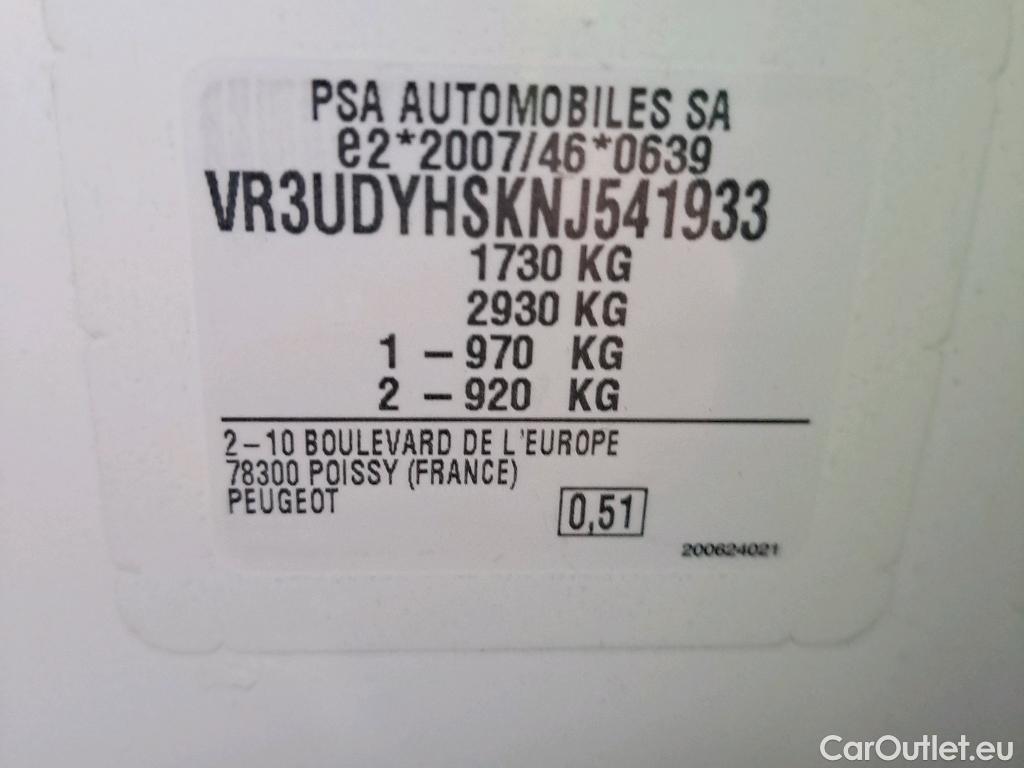 PSA AUTOMOBILES SA
e2*2007/46*0639
VR3UDYHSKNJ541933
1730 KG
2930 KG
1 – 970 KG
2 – 920 KG
2–10 BOULEVARD DE L'EUROPE
78300 POISSY (FRANCE)
PEUGEOT
0,51
200624021
CarOutlet.eu